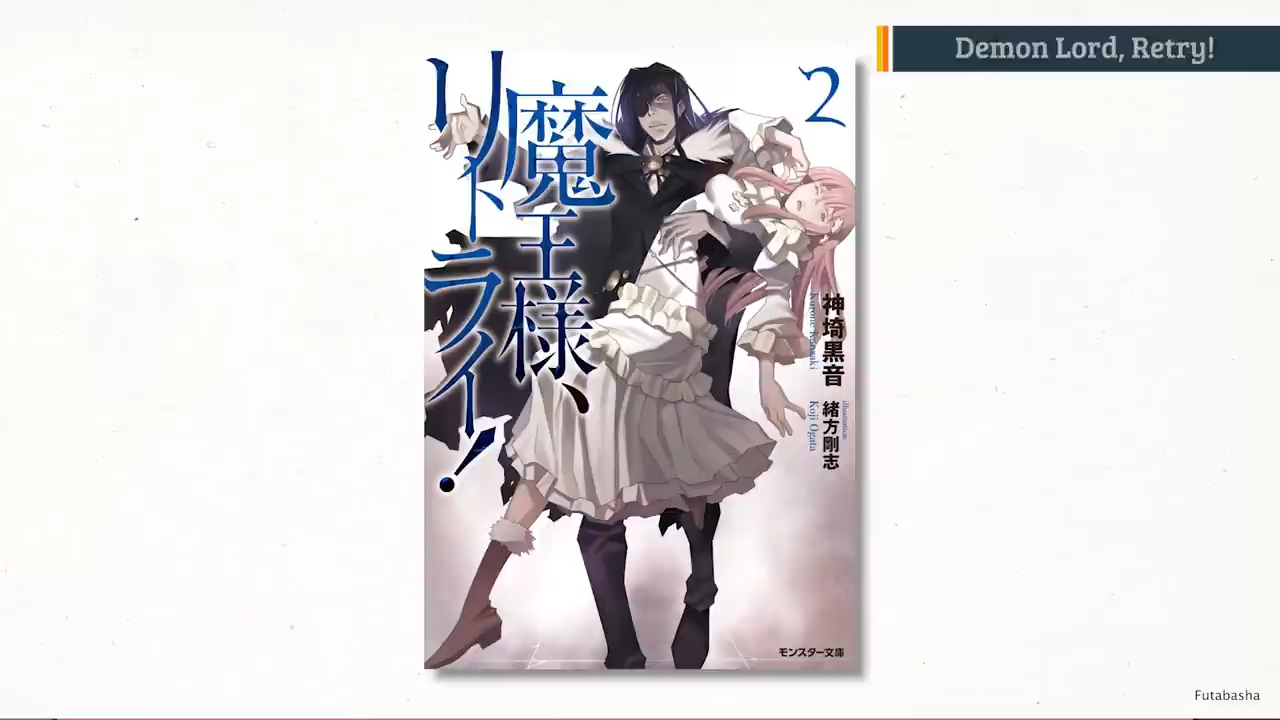 Demon Lord, Retry!
魔王様、
リトライ!
2
神埼黒音
Kurone Kanzaki
緒方剛志
illustration
Koji Ogata
モンスター文庫
Futabasha